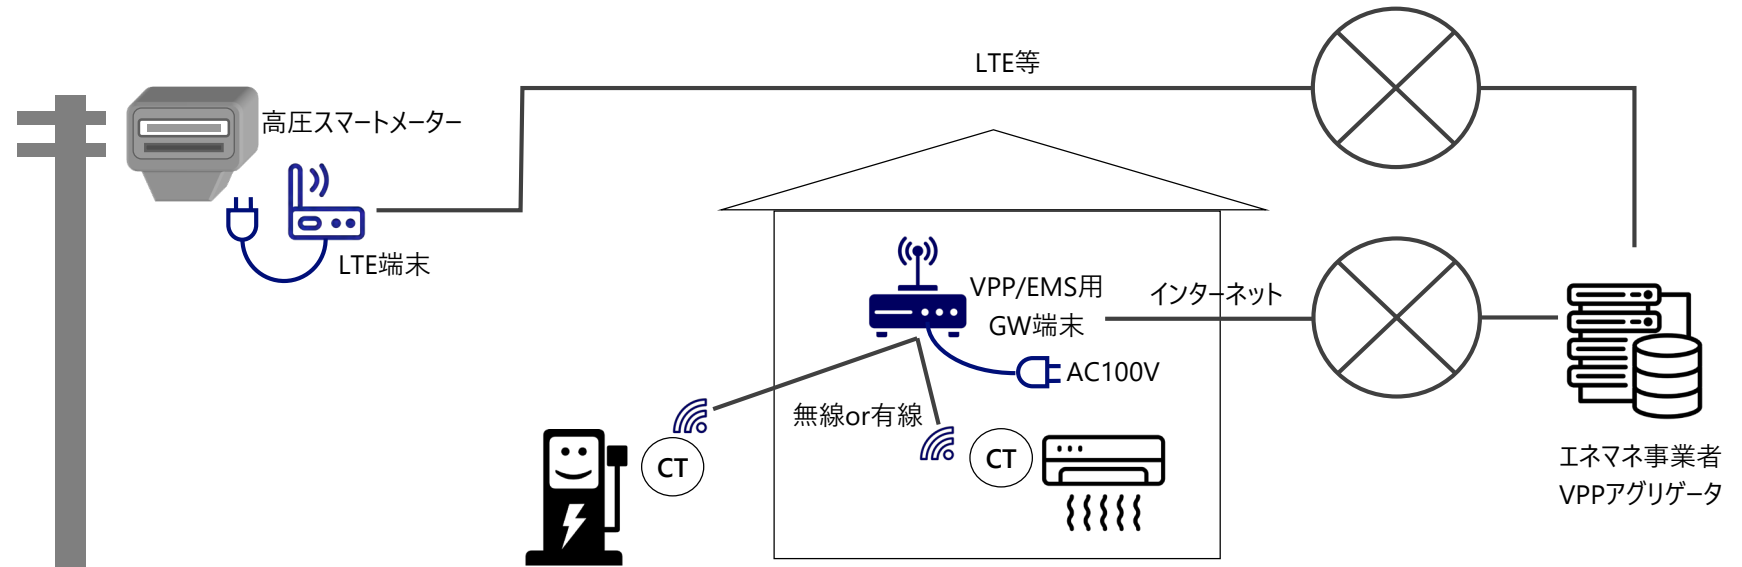 LTE等
高圧スマートメーター
LTE端末
VPP/EMS用
GW端末
インターネット
AC100V
無線or有線
CT
CT
エネマネ事業者
VPPアグリゲータ